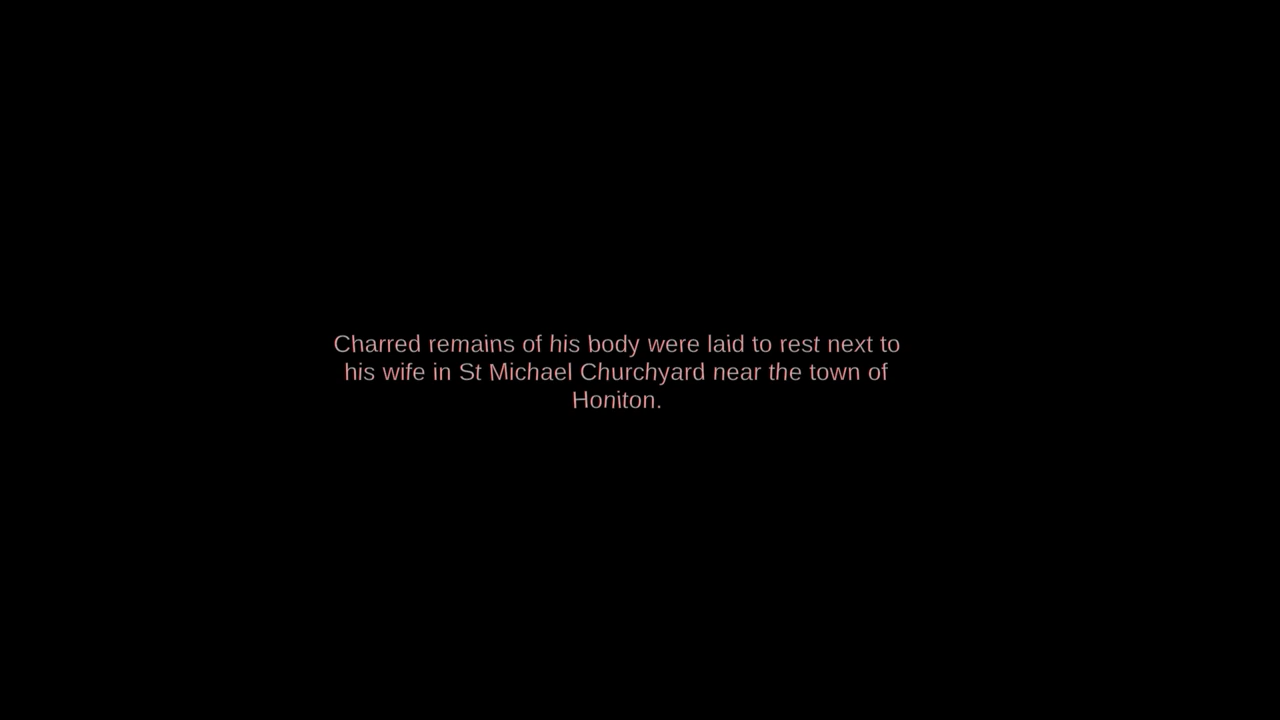 Charred remains of his body were laid to rest next to
his wife in St Michael Churchyard near the town of
Honiton.